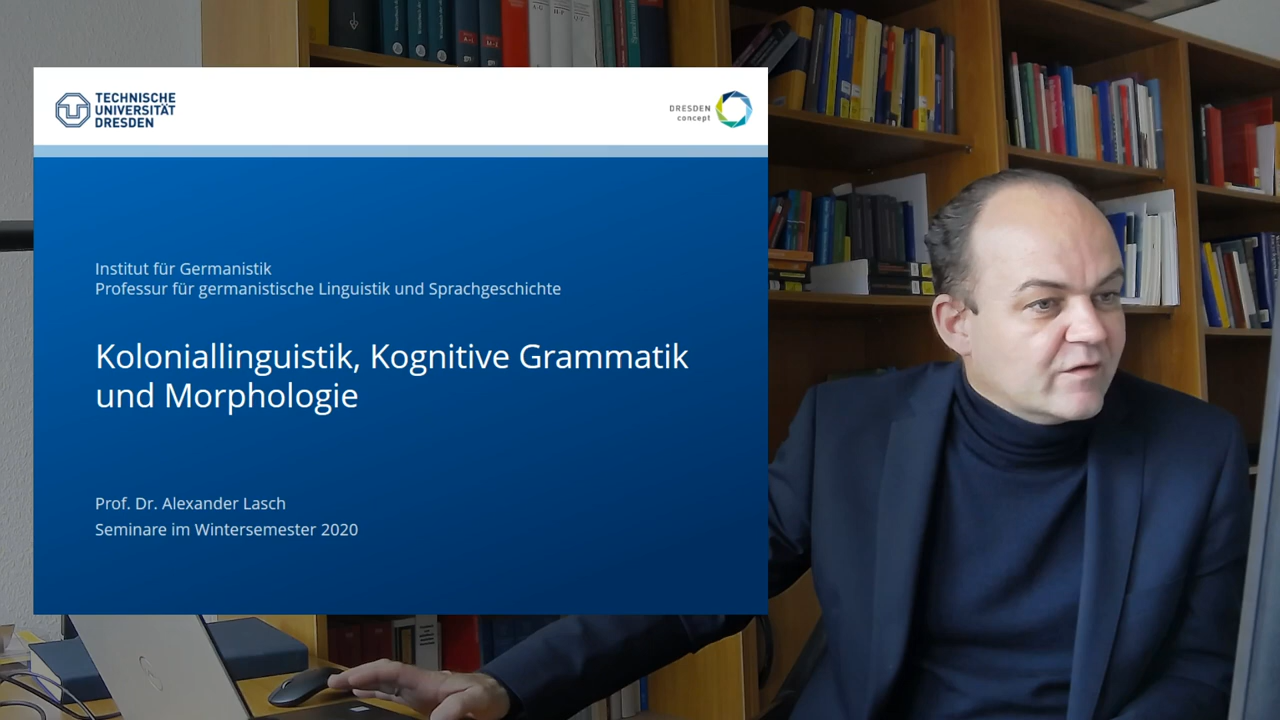 TECHNISCHE
UNIVERSITÄT
DRESDEN
DRESDEN
concept
Institut für Germanistik
Professur für germanistische Linguistik und Sprachgeschichte
Koloniallinguistik, Kognitive Grammatik
und Morphologie
Prof. Dr. Alexander Lasch
Seminare im Wintersemester 2020